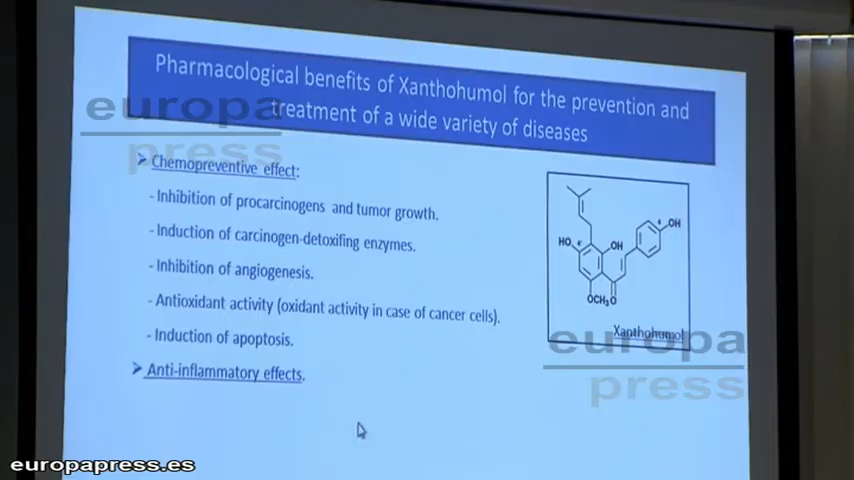 Pharmacological benefits of Xanthohumol for the prevention and
treatment of a wide variety of diseases
europa
press
➤ Chemopreventive effect:
- Inhibition of procarcinogens and tumor growth.
- Induction of carcinogen-detoxifing enzymes.
- Inhibition of angiogenesis.
- Antioxidant activity (oxidant activity in case of cancer cells).
- Induction of apoptosis.
➤ Anti-inflammatory effects.
OH
HO
OH
OCH3 O
Xanthohumol
europa
press
europapress.es